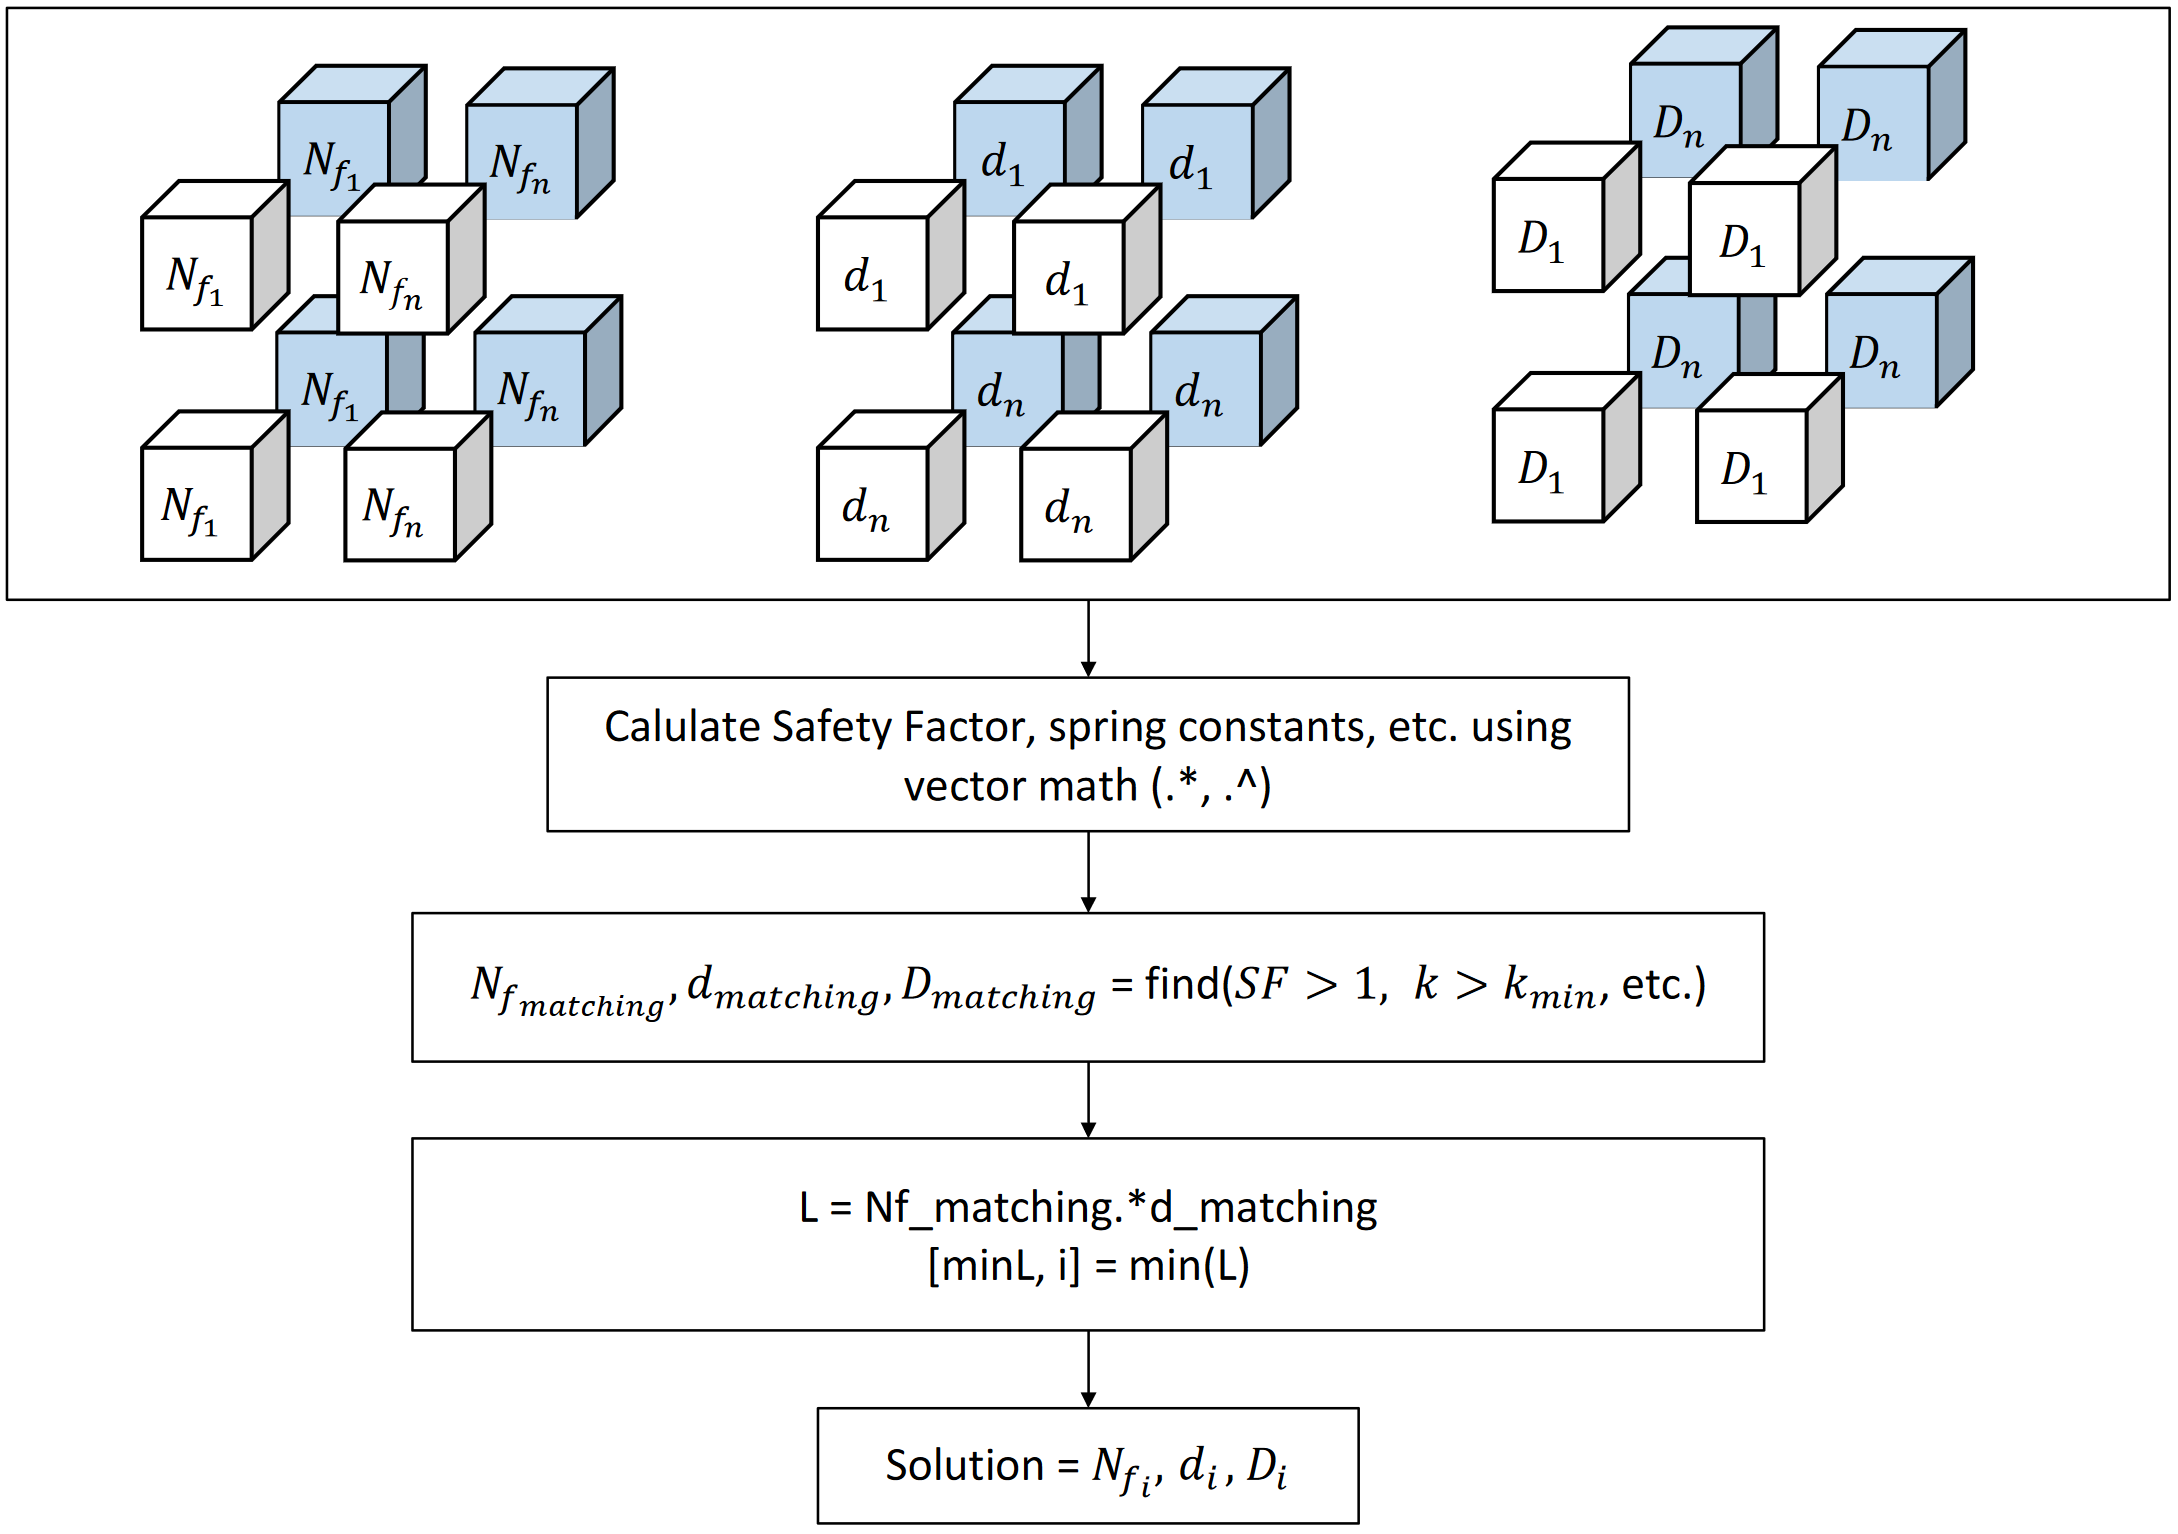 N_{f_1} N_{f_n} d_1 d_1 D_n D_n
N_{f_1} N_{f_n} d_1 d_1 D_1 D_1
N_{f_1} N_{f_n} d_n d_n D_n D_n
N_{f_1} N_{f_n} d_n d_n D_1 D_1
Calulate Safety Factor, spring constants, etc. using
vector math (.*, .^)
N_{f_{matching}}, d_{matching}, D_{matching} = find(SF > 1, k > k_{min}, etc.)
L = Nf_matching.*d_matching
[minL, i] = min(L)
Solution = N_{f_i}, d_i, D_i